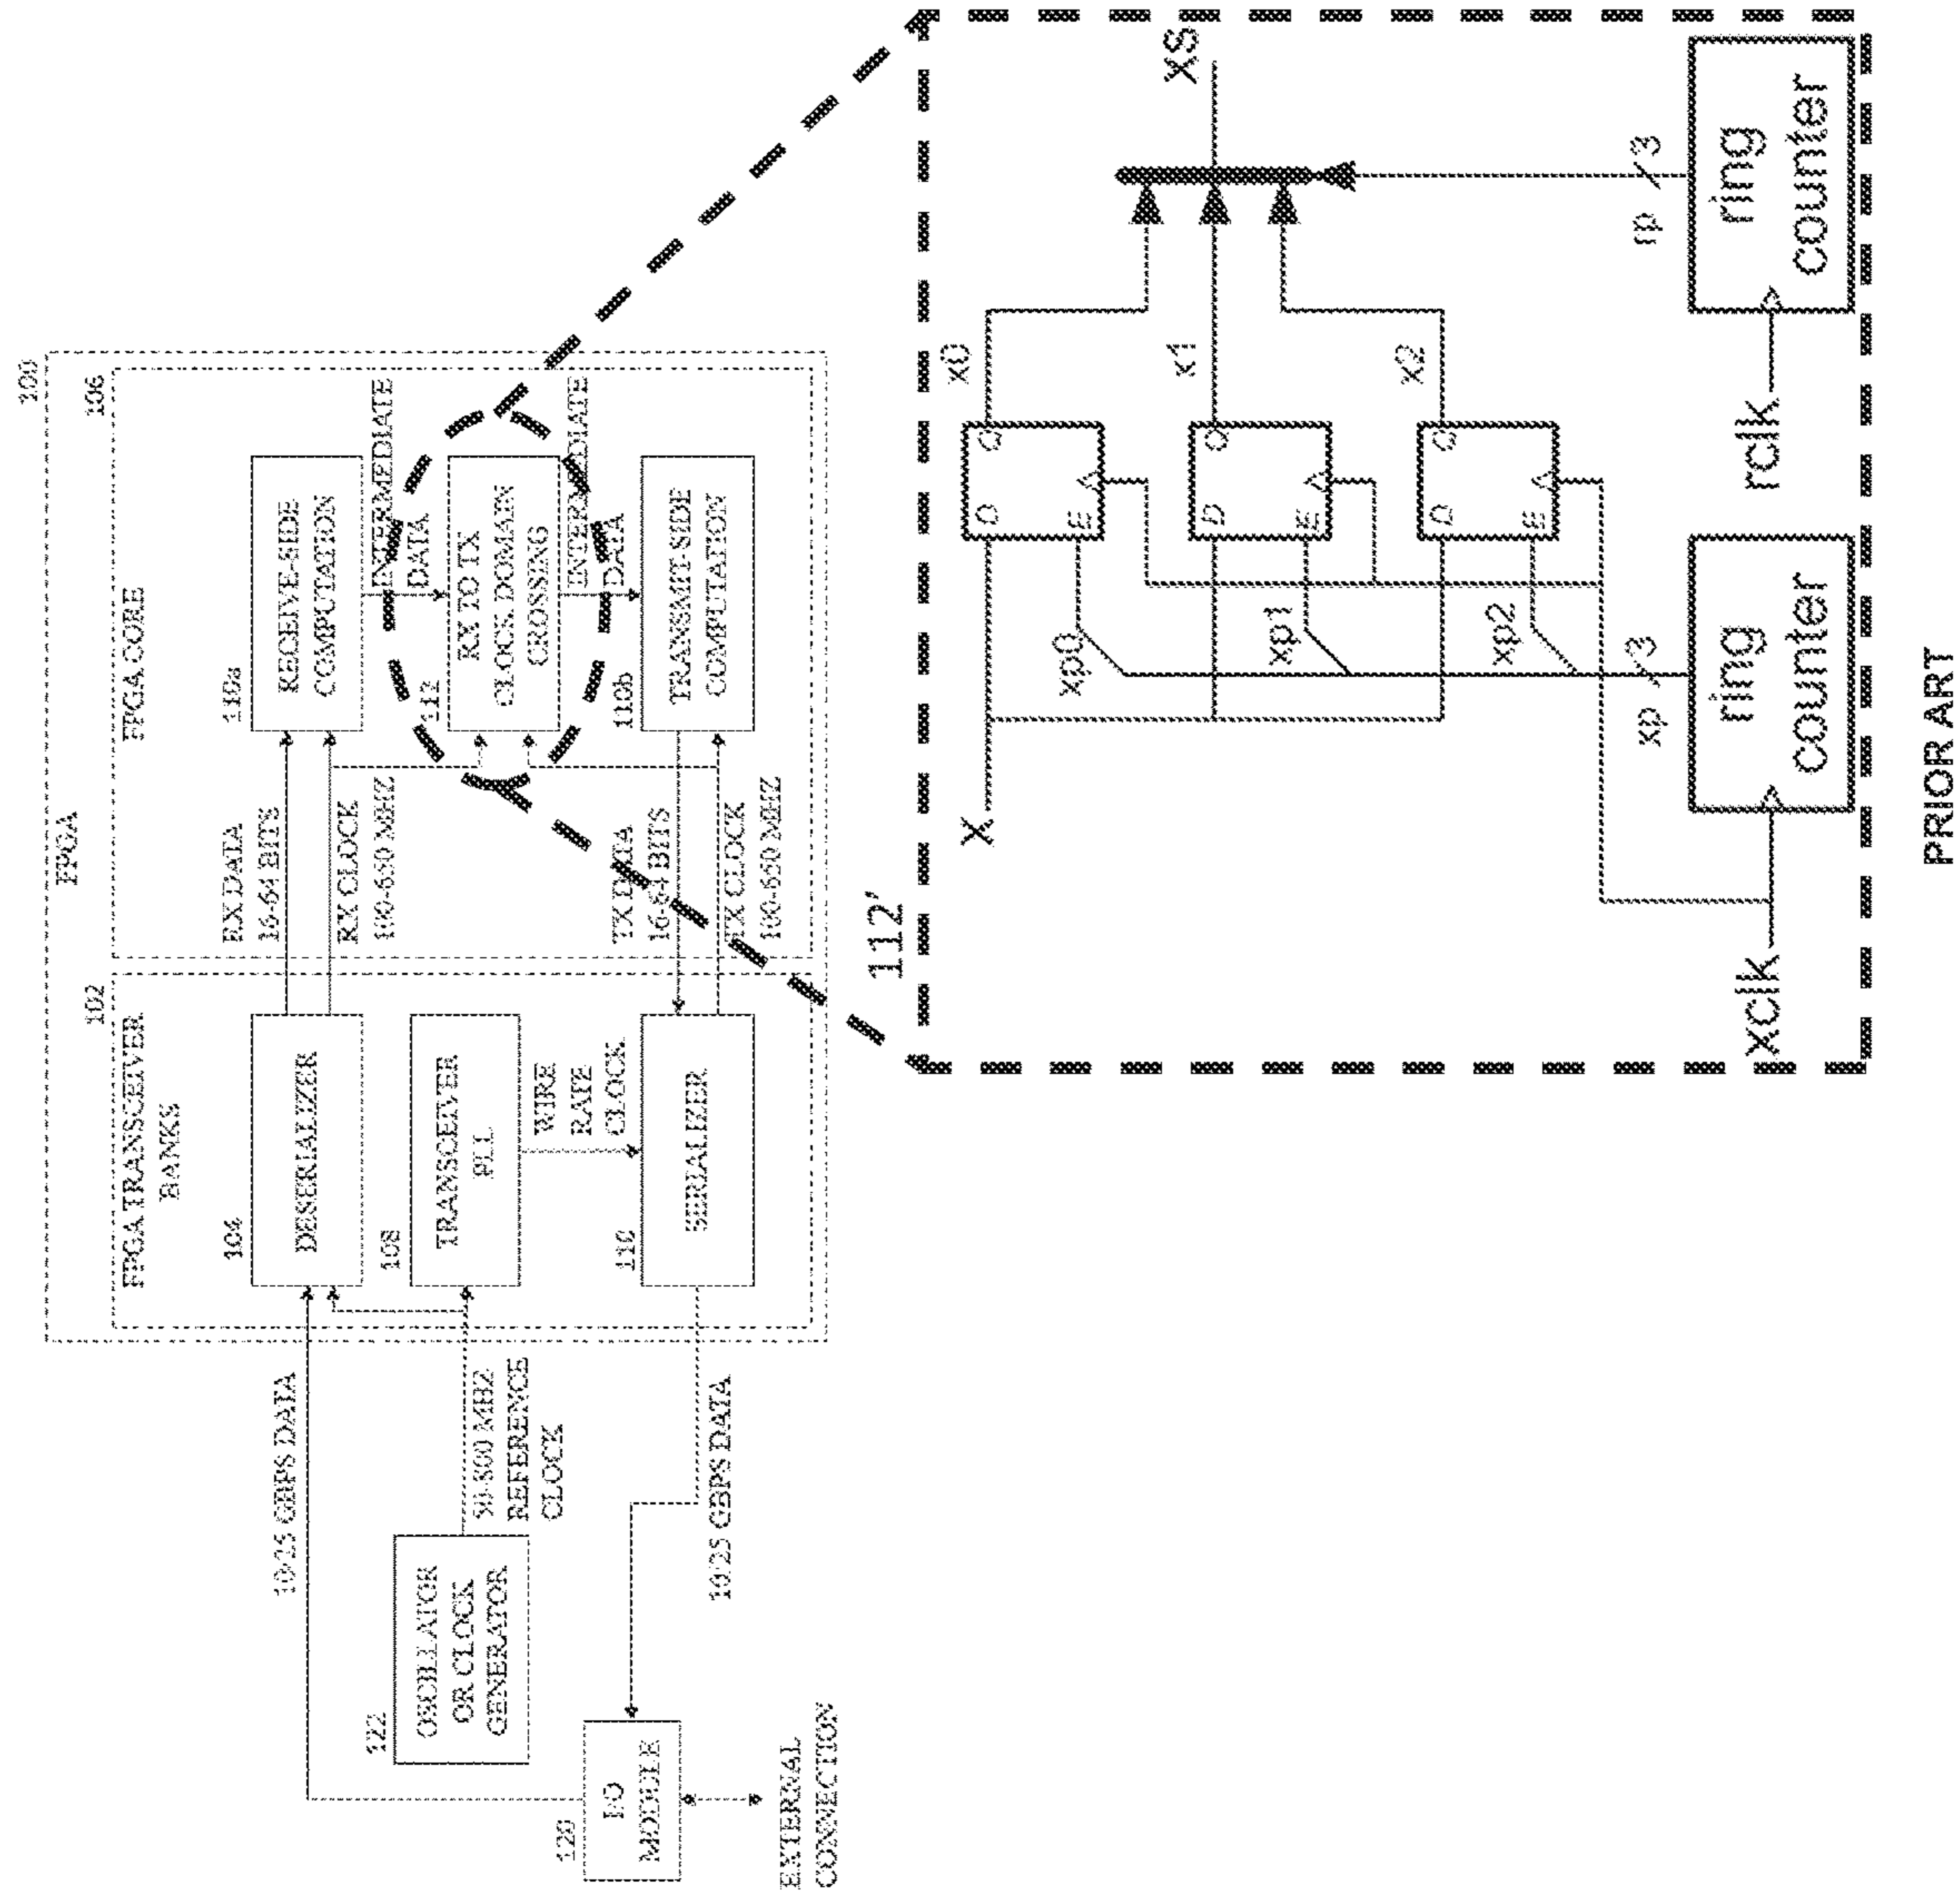 100
FPGA
102
FPGA TRANSCEIVER
BANKS
106
FPGA CORE
104
DESERIALIZER
RX DATA
16-64 BITS
RX CLOCK
100-650 MHZ
110a
RECEIVE-SIDE
COMPUTATION
INTERMEDIATE
DATA
108
TRANSCEIVER
PLL
WIRE
RATE
CLOCK
112
RX TO TX
CLOCK DOMAIN
CROSSING
INTERMEDIATE
DATA
110
SERIALIZER
TX DATA
16-64 BITS
TX CLOCK
100-650 MHZ
110b
TRANSMIT-SIDE
COMPUTATION
10/25 GBPS DATA
122
OSCILLATOR
OR CLOCK
GENERATOR
50-800 MHZ
REFERENCE
CLOCK
10/25 GBPS DATA
120
I/O
MODULE
EXTERNAL
CONNECTION
112'
X
D
Q
E
x0
xp0
D
Q
E
x1
xp1
D
Q
E
x2
xp2
xs
xp
3
rp
3
xclk
ring
counter
rclk
ring
counter
PRIOR ART